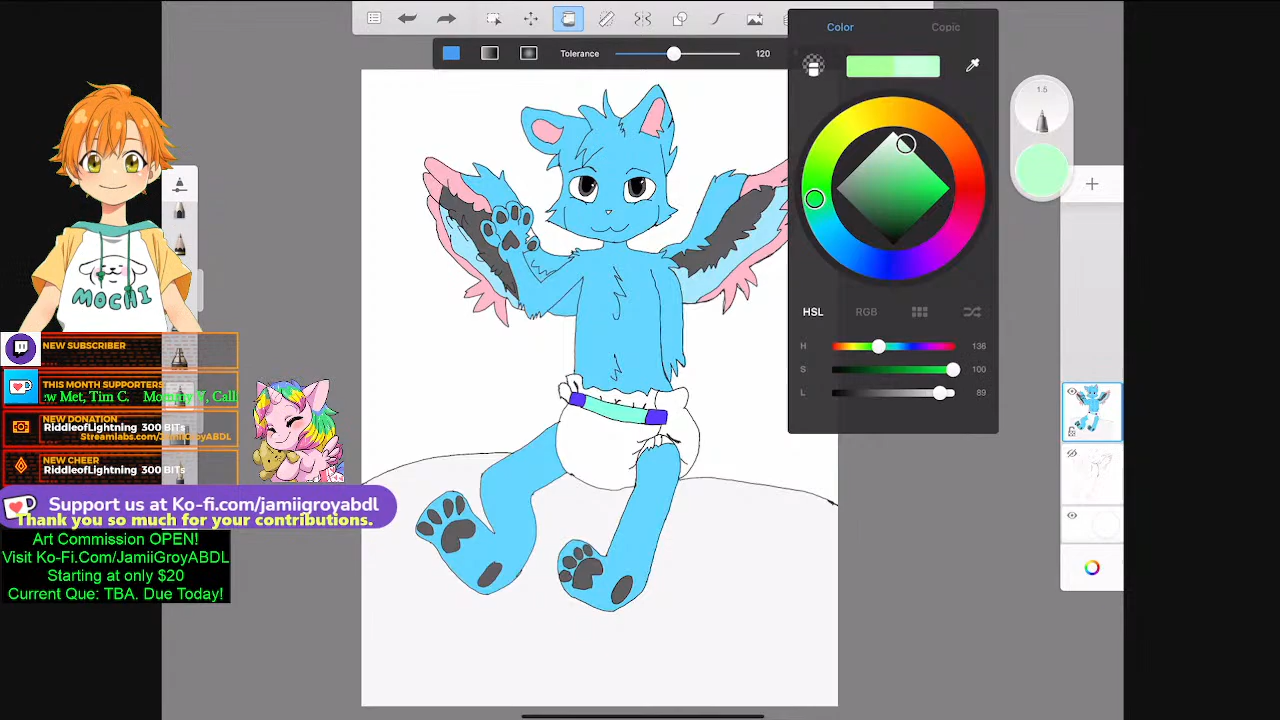 Tolerance
120
Color
Copic
1.5
HSL
RGB
H
136
S
100
L
89
MOCHI
NEW SUBSCRIBER
THIS MONTH SUPPORTERS!
w Met, Tim C. Mommy Y, Call
NEW DONATION
RiddleofLightning 300 BITs
Streamlabs.com/JamiiGroyABDL
NEW CHEER
RiddleofLightning 300 BITs
Support us at Ko-fi.com/jamiigroyabdl
Thank you so much for your contributions.
Art Commission OPEN!
Visit Ko-Fi.Com/JamiiGroyABDL
Starting at only $20
Current Que: TBA. Due Today!